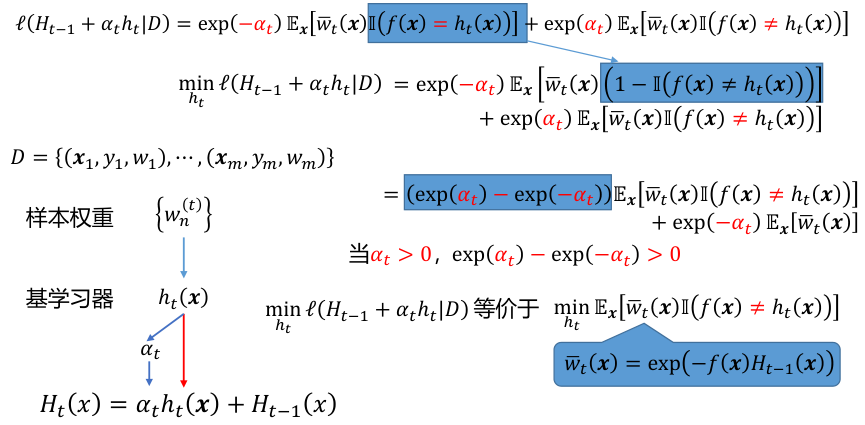 ℓ(H_{t−1} + α_t h_t|D) = exp(−α_t) 𝔼_𝒙[w̅_t(𝒙)𝕀(f(𝒙) = h_t(𝒙))] + exp(α_t) 𝔼_𝒙[w̅_t(𝒙)𝕀(f(𝒙) ≠ h_t(𝒙))]
min_{h_t} ℓ(H_{t−1} + α_t h_t|D) = exp(−α_t) 𝔼_𝒙[w̅_t(𝒙)(1 − 𝕀(f(𝒙) ≠ h_t(𝒙)))]
+ exp(α_t) 𝔼_𝒙[w̅_t(𝒙)𝕀(f(𝒙) ≠ h_t(𝒙))]
D = {(𝒙_1, y_1, w_1), ⋯, (𝒙_m, y_m, w_m)}
= (exp(α_t) − exp(−α_t))𝔼_𝒙[w̅_t(𝒙)𝕀(f(𝒙) ≠ h_t(𝒙))]
+ exp(−α_t) 𝔼_𝒙[w̅_t(𝒙)]
样本权重 {w_n^{(t)}}
当α_t > 0，exp(α_t) − exp(−α_t) > 0
基学习器 h_t(𝒙)
min_{h_t} ℓ(H_{t−1} + α_t h_t|D) 等价于 min_{h_t} 𝔼_𝒙[w̅_t(𝒙)𝕀(f(𝒙) ≠ h_t(𝒙))]
α_t
w̅_t(𝒙) = exp(−f(𝒙)H_{t−1}(𝒙))
H_t(x) = α_t h_t(𝒙) + H_{t−1}(x)